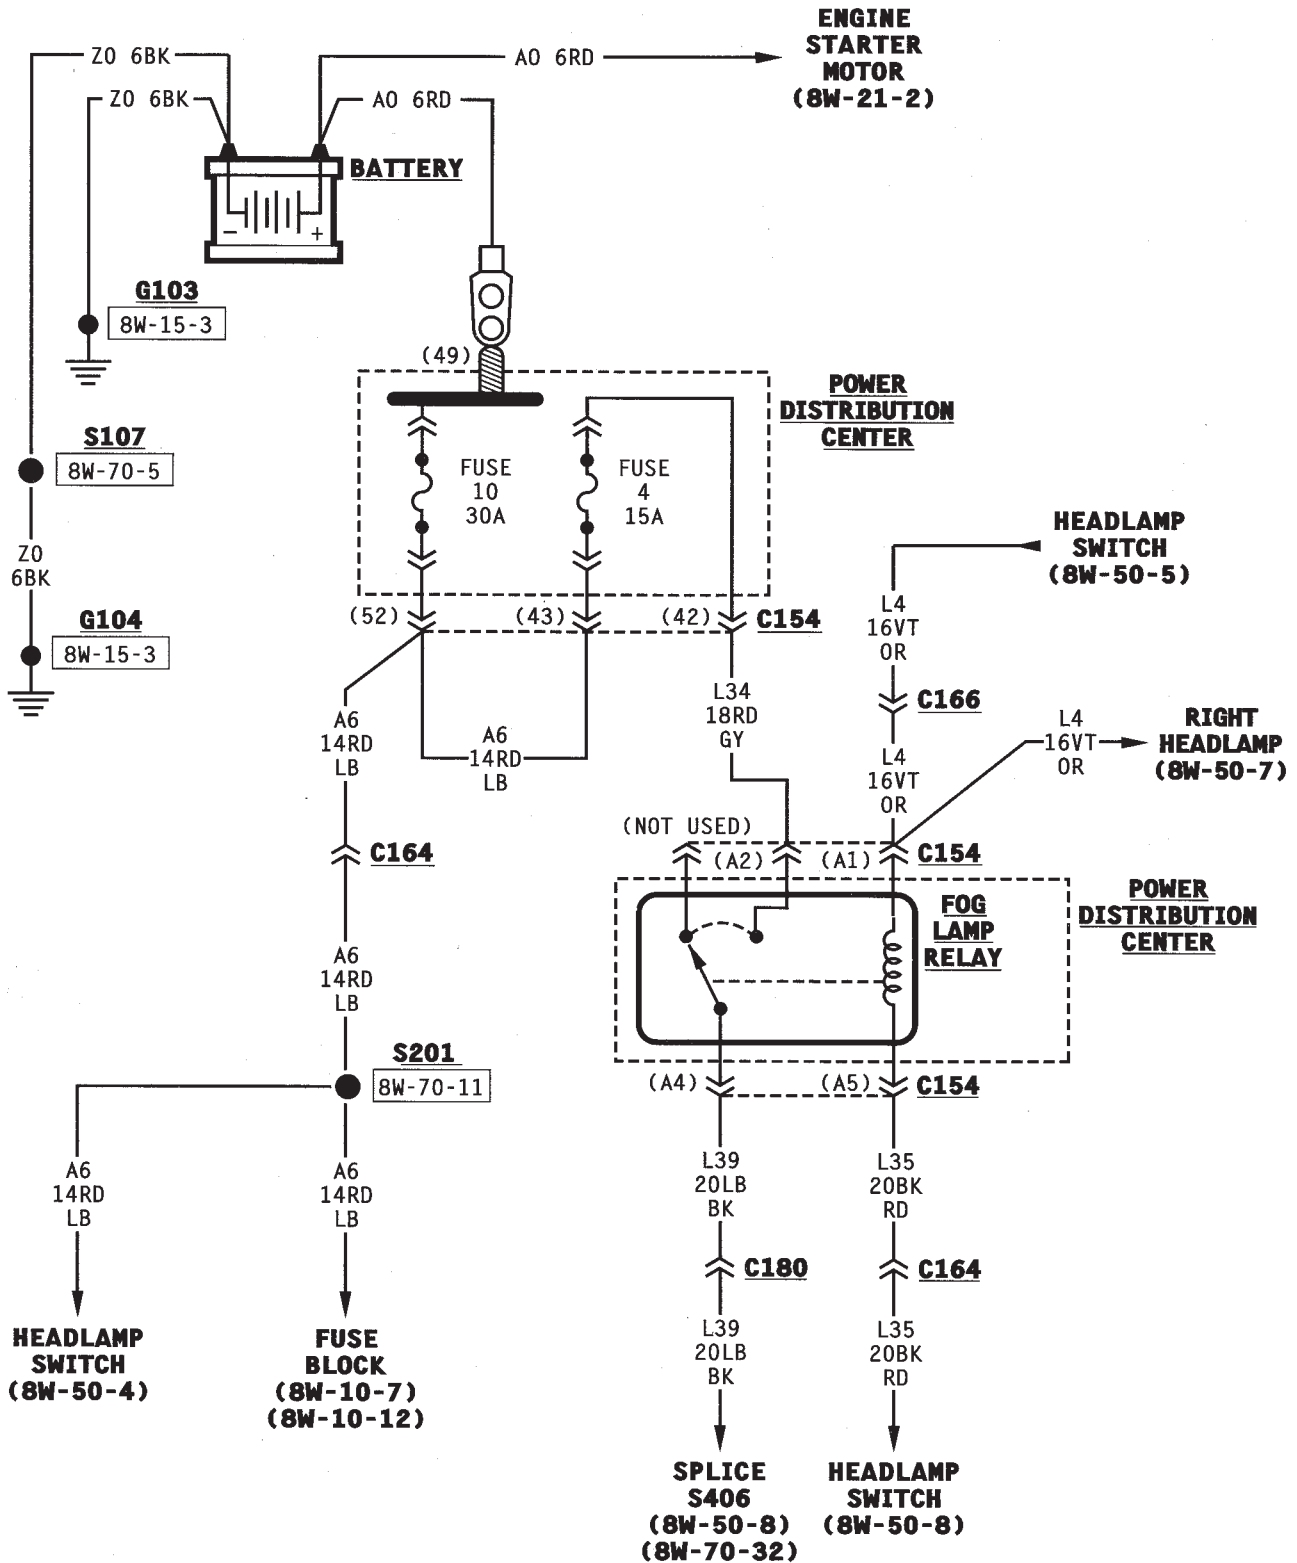 ENGINE
STARTER
MOTOR
(8W-21-2)
Z0 6BK
A0 6RD
Z0 6BK
A0 6RD
BATTERY
-
+
G103
8W-15-3
(49)
POWER
DISTRIBUTION
CENTER
S107
8W-70-5
FUSE
10
30A
FUSE
4
15A
HEADLAMP
SWITCH
(8W-50-5)
Z0
6BK
G104
8W-15-3
(52)
(43)
(42)
C154
L4
16VT
OR
C166
L34
18RD
GY
A6
14RD
LB
A6
14RD
LB
L4
16VT
OR
L4
16VT
OR
RIGHT
HEADLAMP
(8W-50-7)
(NOT USED)
(A2)
(A1)
C154
C164
FOG
LAMP
RELAY
POWER
DISTRIBUTION
CENTER
A6
14RD
LB
S201
8W-70-11
(A4)
(A5)
C154
A6
14RD
LB
A6
14RD
LB
L39
20LB
BK
L35
20BK
RD
C180
C164
L39
20LB
BK
L35
20BK
RD
HEADLAMP
SWITCH
(8W-50-4)
FUSE
BLOCK
(8W-10-7)
(8W-10-12)
SPLICE
S406
(8W-50-8)
(8W-70-32)
HEADLAMP
SWITCH
(8W-50-8)